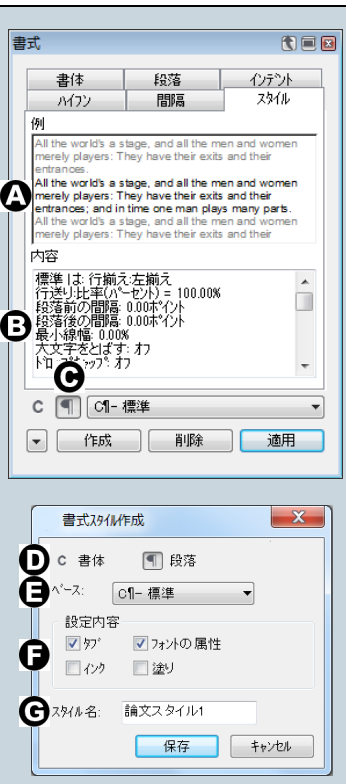 書式
書体 段落 インデント
ハイフン 間隔 スタイル
例
All the world's a stage, and all the men and women
merely players: They have their exits and their
entrances.
A
All the world's a stage, and all the men and women
merely players: They have their exits and their
entrances; and in time one man plays many parts.
All the world's a stage, and all the men and women
merely players: They have their exits and their
内容
B
標準 は: 行揃え:左揃え
行送り:比率(パーセント) = 100.00%
段落前の間隔: 0.00ポイント
段落後の間隔: 0.00ポイント
最小線幅: 0.00%
大文字をとばす: オフ
ドロップキャップ: オフ
C
C ¶ C¶- 標準
作成 削除 適用
書式スタイル作成
D C 書体 ¶ 段落
E ベース: C¶- 標準
設定内容
F
タブ フォントの属性
インク 塗り
G スタイル名: 論文スタイル1
保存 キャンセル